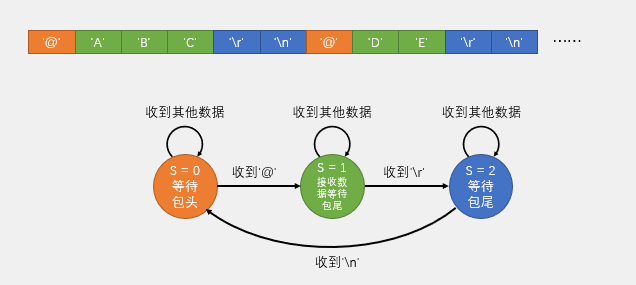 '@' 'A' 'B' 'C' '\r' '\n' '@' 'D' 'E' '\r' '\n' ……
收到其他数据 收到其他数据 收到其他数据
S = 0
等待
包头
收到'@'
S = 1
接收数
据等待
包尾
收到'\r'
S = 2
等待
包尾
收到'\n'